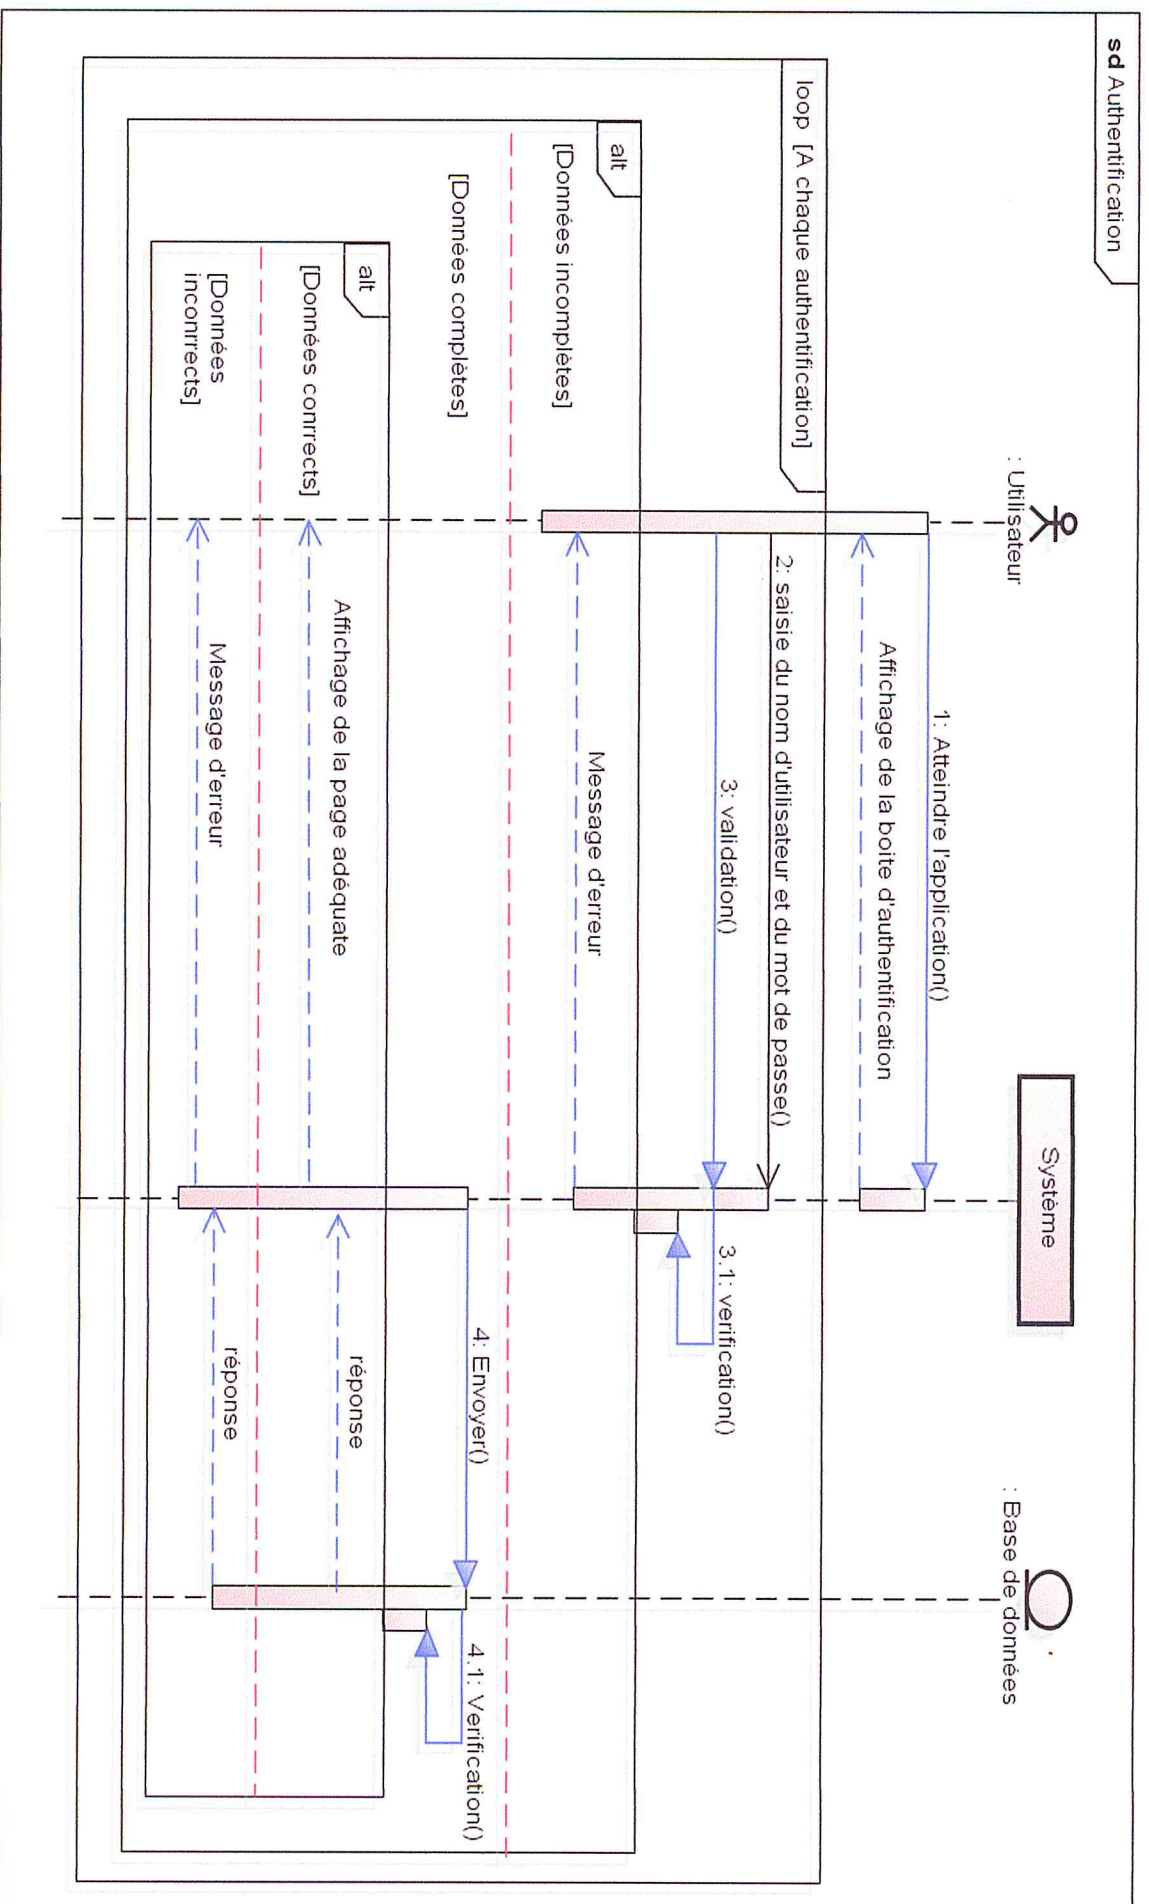 sd Authentification
: Utilisateur
Système
: Base de données
1: Atteindre l'application()
Affichage de la boite d'authentification
loop [A chaque authentification]
2: saisie du nom d'utilisateur et du mot de passe()
3: validation()
3.1: verification()
alt
[Données incomplètes]
Message d'erreur
[Données complètes]
4: Envoyer()
4.1: Verification()
alt
[Données conrrects]
réponse
Affichage de la page adéquate
[Données
inconrrects]
réponse
Message d'erreur